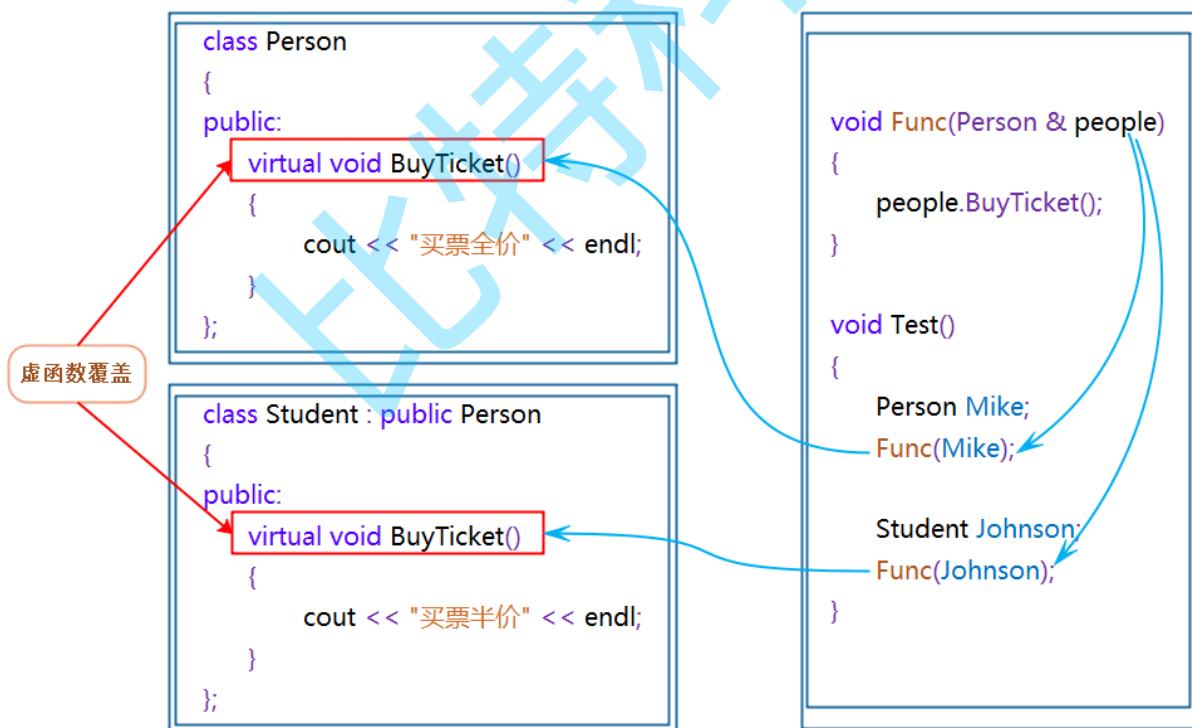 class Person
{
public:
virtual void BuyTicket()
{
cout << "买票全价" << endl;
}
};
虚函数覆盖
class Student : public Person
{
public:
virtual void BuyTicket()
{
cout << "买票半价" << endl;
}
};
void Func(Person & people)
{
people.BuyTicket();
}
void Test()
{
Person Mike;
Func(Mike);
Student Johnson;
Func(Johnson);
}
比特